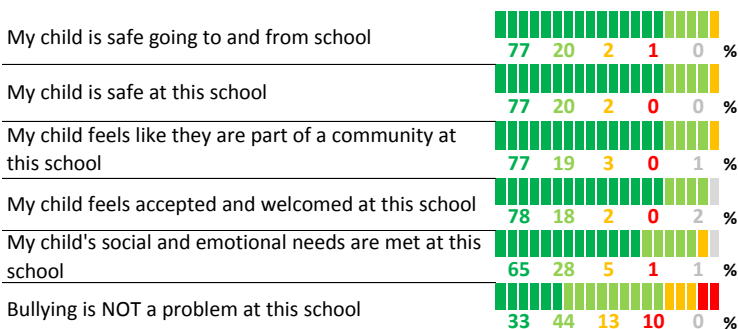 My child is safe going to and from school
77 20 2 1 0 %
My child is safe at this school
77 20 2 0 0 %
My child feels like they are part of a community at
this school
77 19 3 0 1 %
My child feels accepted and welcomed at this school
78 18 2 0 2 %
My child's social and emotional needs are met at this
school
65 28 5 1 1 %
Bullying is NOT a problem at this school
33 44 13 10 0 %